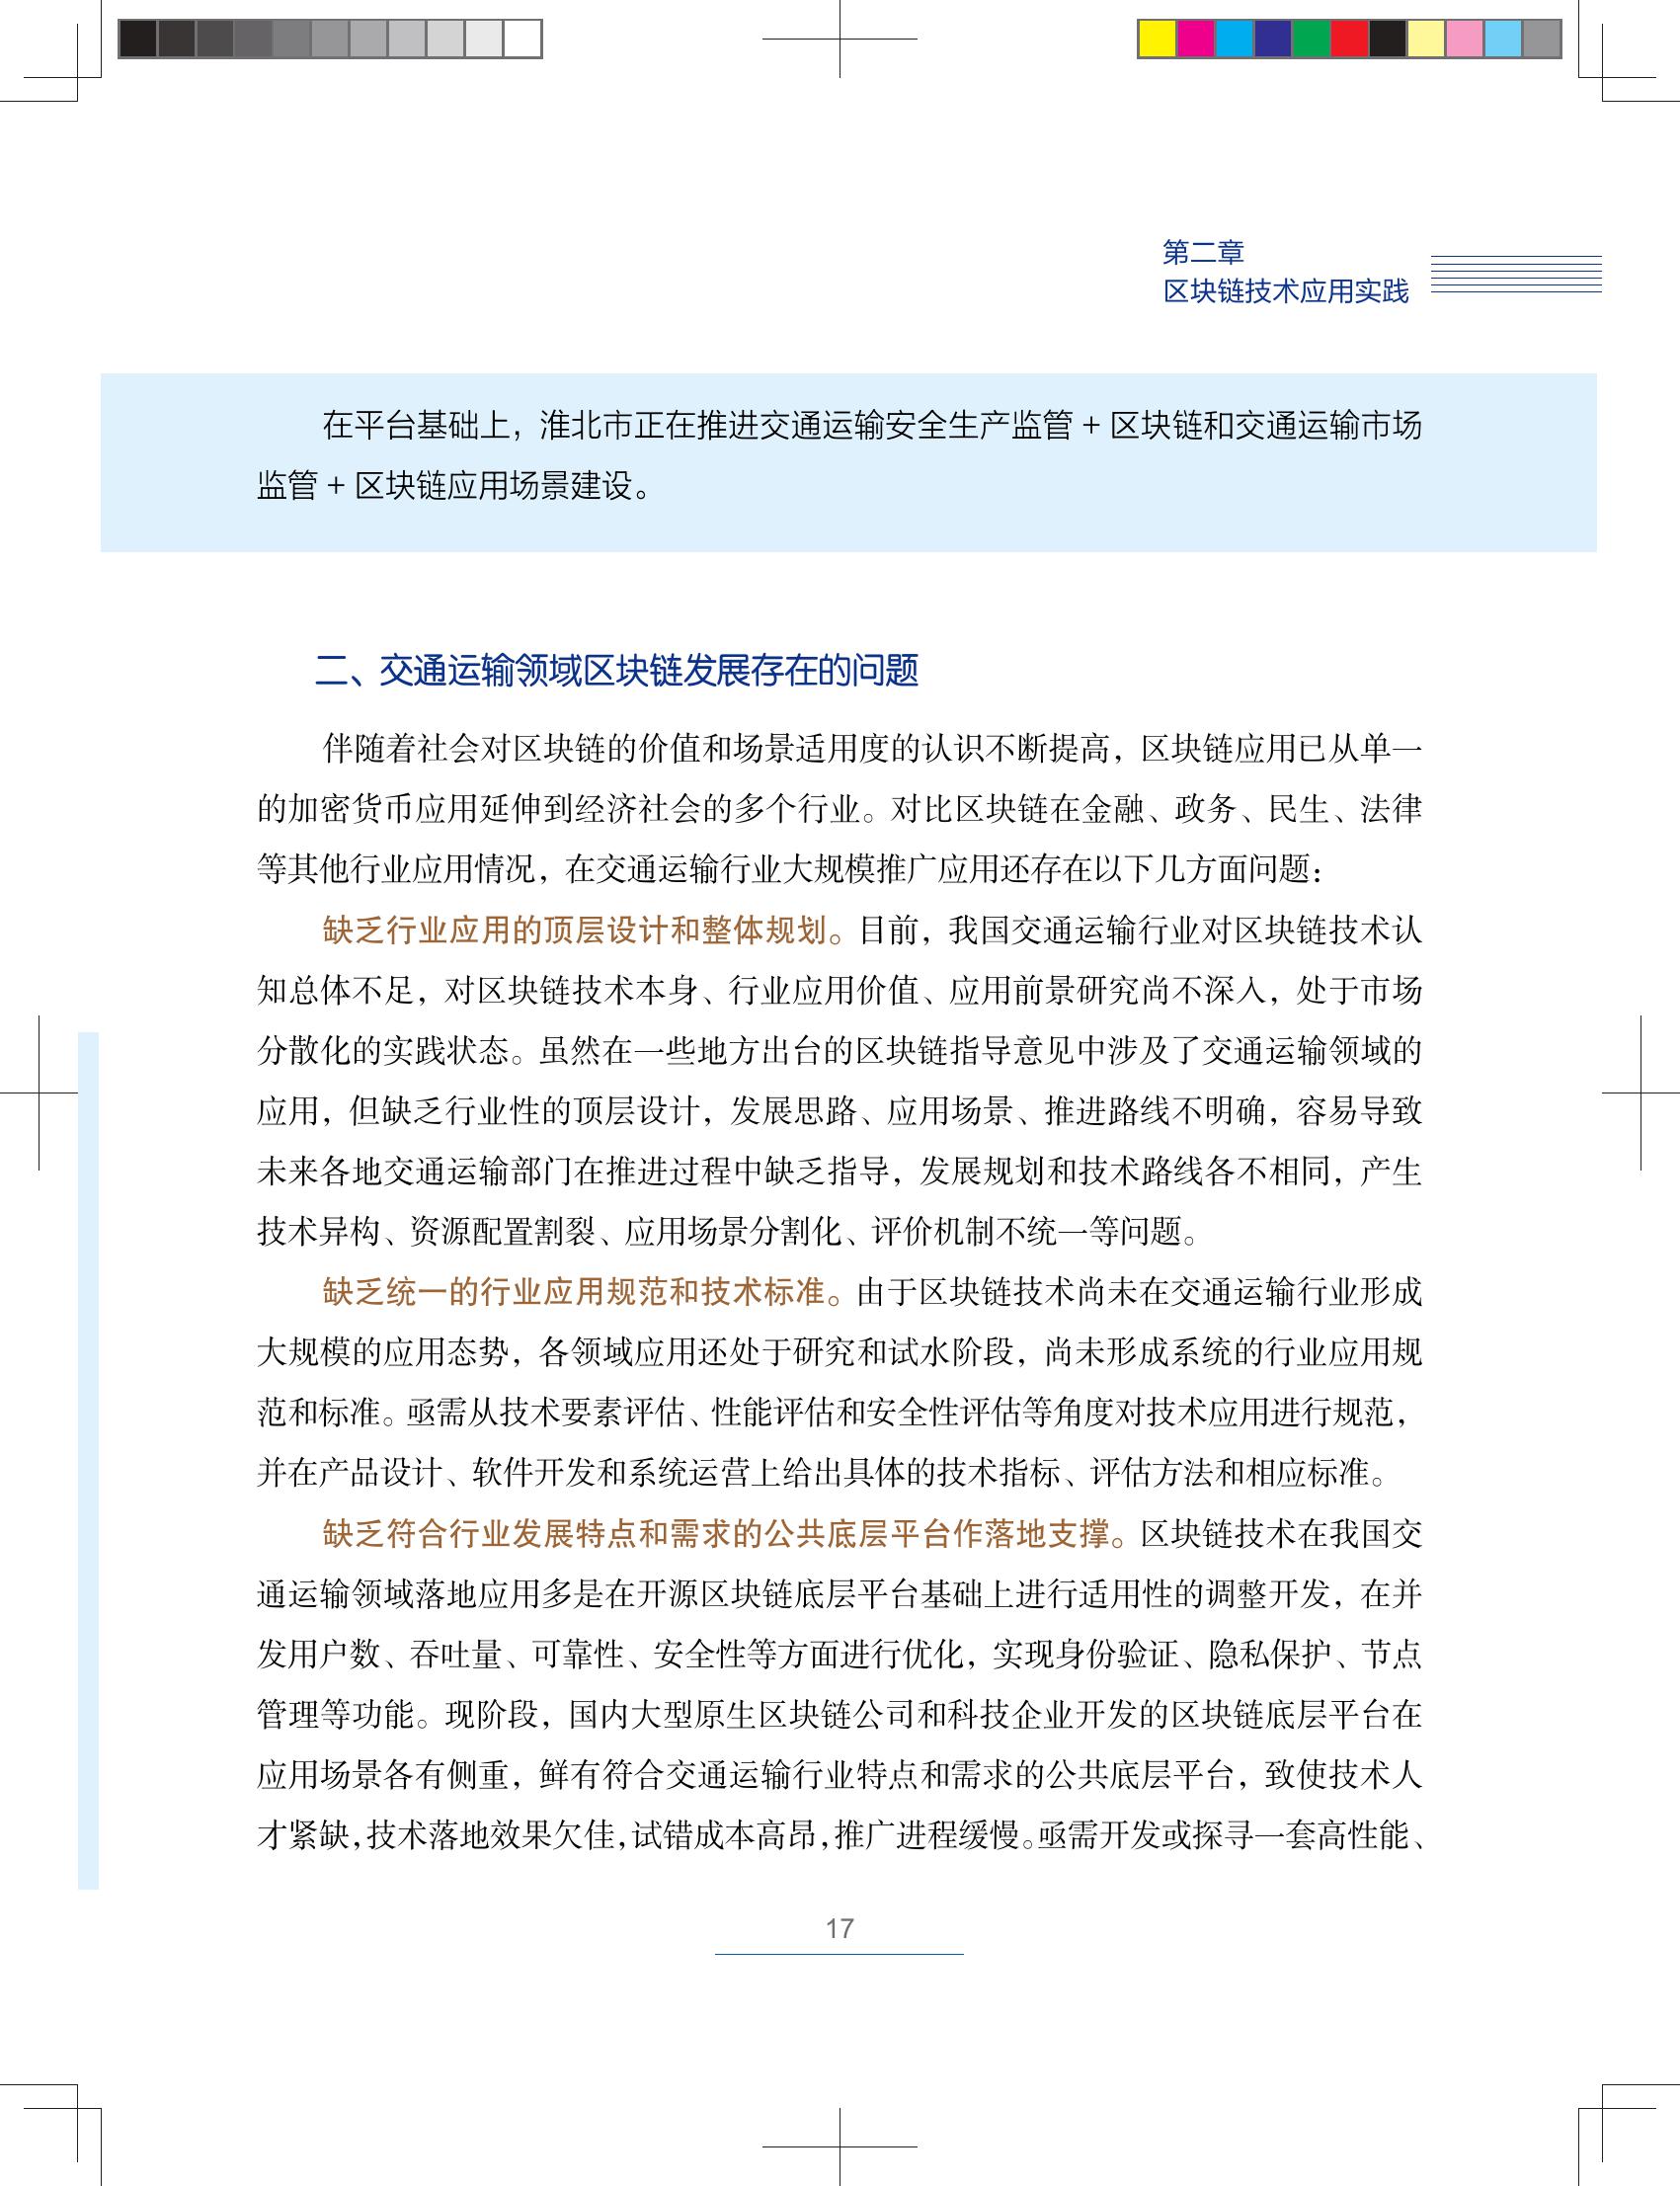 第二章
区块链技术应用实践
在平台基础上，淮北市正在推进交通运输安全生产监管 + 区块链和交通运输市场
监管 + 区块链应用场景建设。
二、交通运输领域区块链发展存在的问题
伴随着社会对区块链的价值和场景适用度的认识不断提高，区块链应用已从单一
的加密货币应用延伸到经济社会的多个行业。对比区块链在金融、政务、民生、法律
等其他行业应用情况，在交通运输行业大规模推广应用还存在以下几方面问题：
缺乏行业应用的顶层设计和整体规划。目前，我国交通运输行业对区块链技术认
知总体不足，对区块链技术本身、行业应用价值、应用前景研究尚不深入，处于市场
分散化的实践状态。虽然在一些地方出台的区块链指导意见中涉及了交通运输领域的
应用，但缺乏行业性的顶层设计，发展思路、应用场景、推进路线不明确，容易导致
未来各地交通运输部门在推进过程中缺乏指导，发展规划和技术路线各不相同，产生
技术异构、资源配置割裂、应用场景分割化、评价机制不统一等问题。
缺乏统一的行业应用规范和技术标准。由于区块链技术尚未在交通运输行业形成
大规模的应用态势，各领域应用还处于研究和试水阶段，尚未形成系统的行业应用规
范和标准。亟需从技术要素评估、性能评估和安全性评估等角度对技术应用进行规范，
并在产品设计、软件开发和系统运营上给出具体的技术指标、评估方法和相应标准。
缺乏符合行业发展特点和需求的公共底层平台作落地支撑。区块链技术在我国交
通运输领域落地应用多是在开源区块链底层平台基础上进行适用性的调整开发，在并
发用户数、吞吐量、可靠性、安全性等方面进行优化，实现身份验证、隐私保护、节点
管理等功能。现阶段，国内大型原生区块链公司和科技企业开发的区块链底层平台在
应用场景各有侧重，鲜有符合交通运输行业特点和需求的公共底层平台，致使技术人
才紧缺，技术落地效果欠佳，试错成本高昂，推广进程缓慢。亟需开发或探寻一套高性能、
17